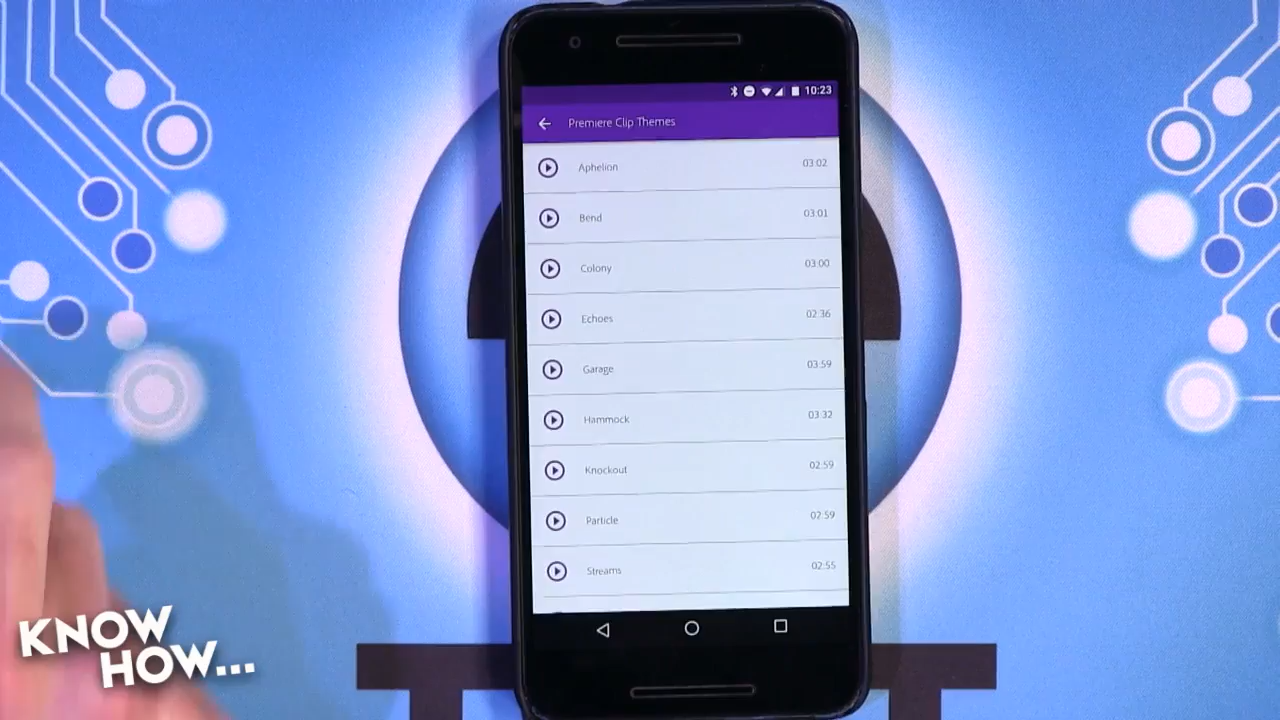 10:23
Premiere Clip Themes
Aphelion 03:02
Bend 03:01
Colony 03:00
Echoes 02:36
Garage 03:59
Hammock 03:32
Knockout 02:59
Particle 02:59
Streams 02:55
KNOW
HOW...